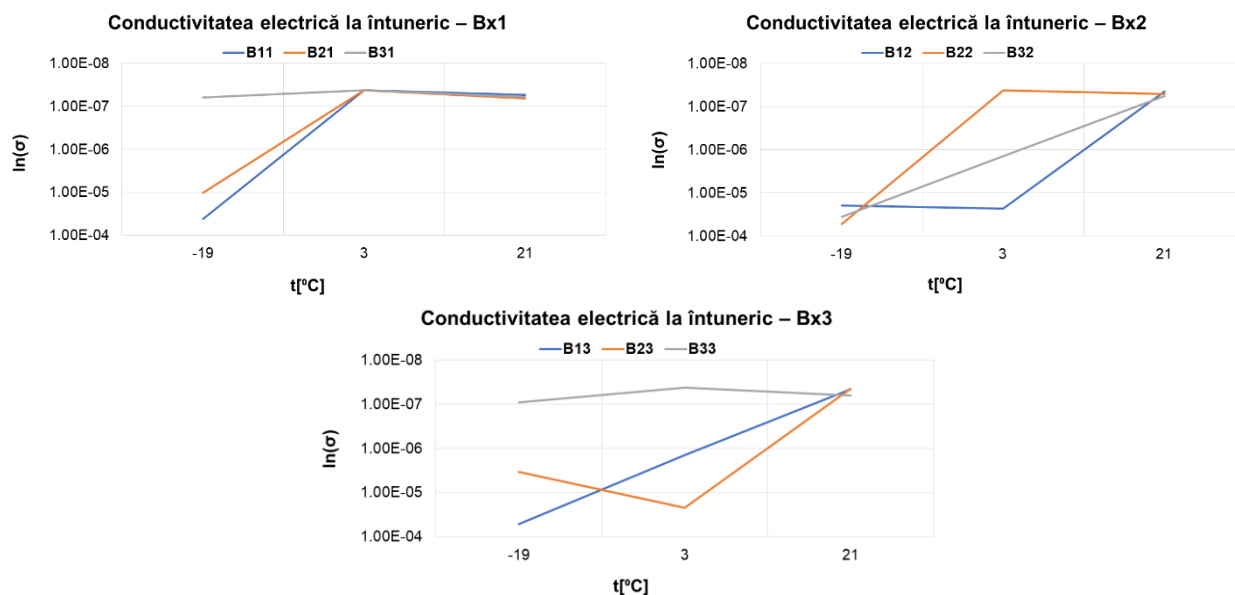 Conductivitatea electrică la întuneric – Bx1
B11 B21 B31
1.00E-08
1.00E-07
1.00E-06
1.00E-05
1.00E-04
ln(σ)
-19 3 21
t[ºC]
Conductivitatea electrică la întuneric – Bx2
B12 B22 B32
1.00E-08
1.00E-07
1.00E-06
1.00E-05
1.00E-04
ln(σ)
-19 3 21
t[ºC]
Conductivitatea electrică la întuneric – Bx3
B13 B23 B33
1.00E-08
1.00E-07
1.00E-06
1.00E-05
1.00E-04
ln(σ)
-19 3 21
t[ºC]